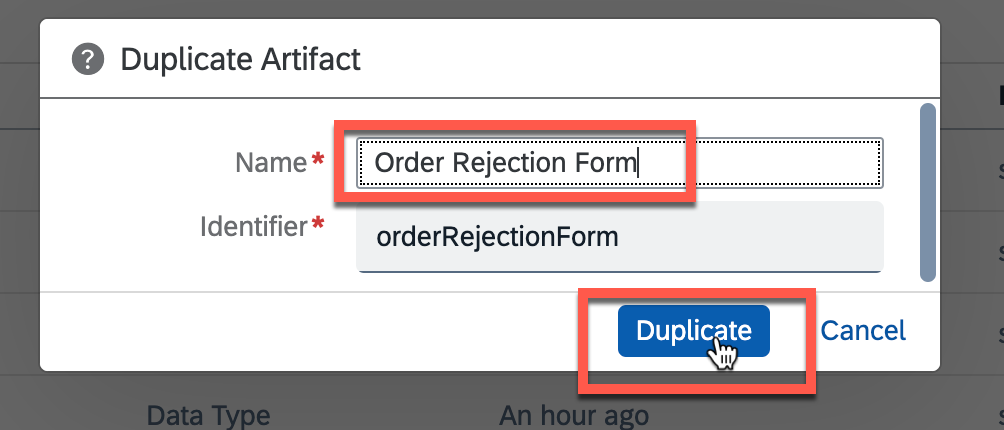 ? Duplicate Artifact
Name* Order Rejection Form
Identifier* orderRejectionForm
Duplicate Cancel
Data Type An hour ago